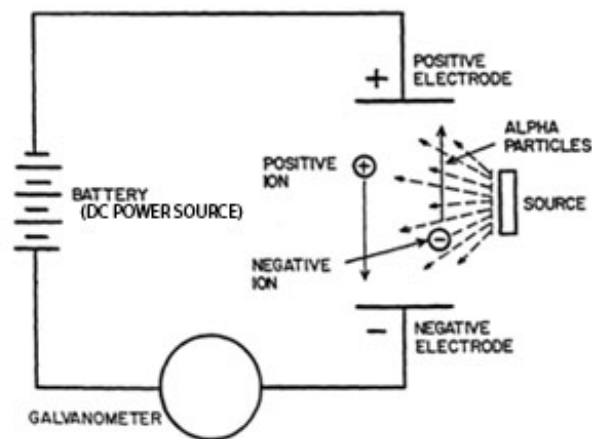 POSITIVE
ELECTRODE
+
ALPHA
PARTICLES
POSITIVE
ION
+
BATTERY
(DC POWER SOURCE)
SOURCE
−
NEGATIVE
ION
−
NEGATIVE
ELECTRODE
GALVANOMETER